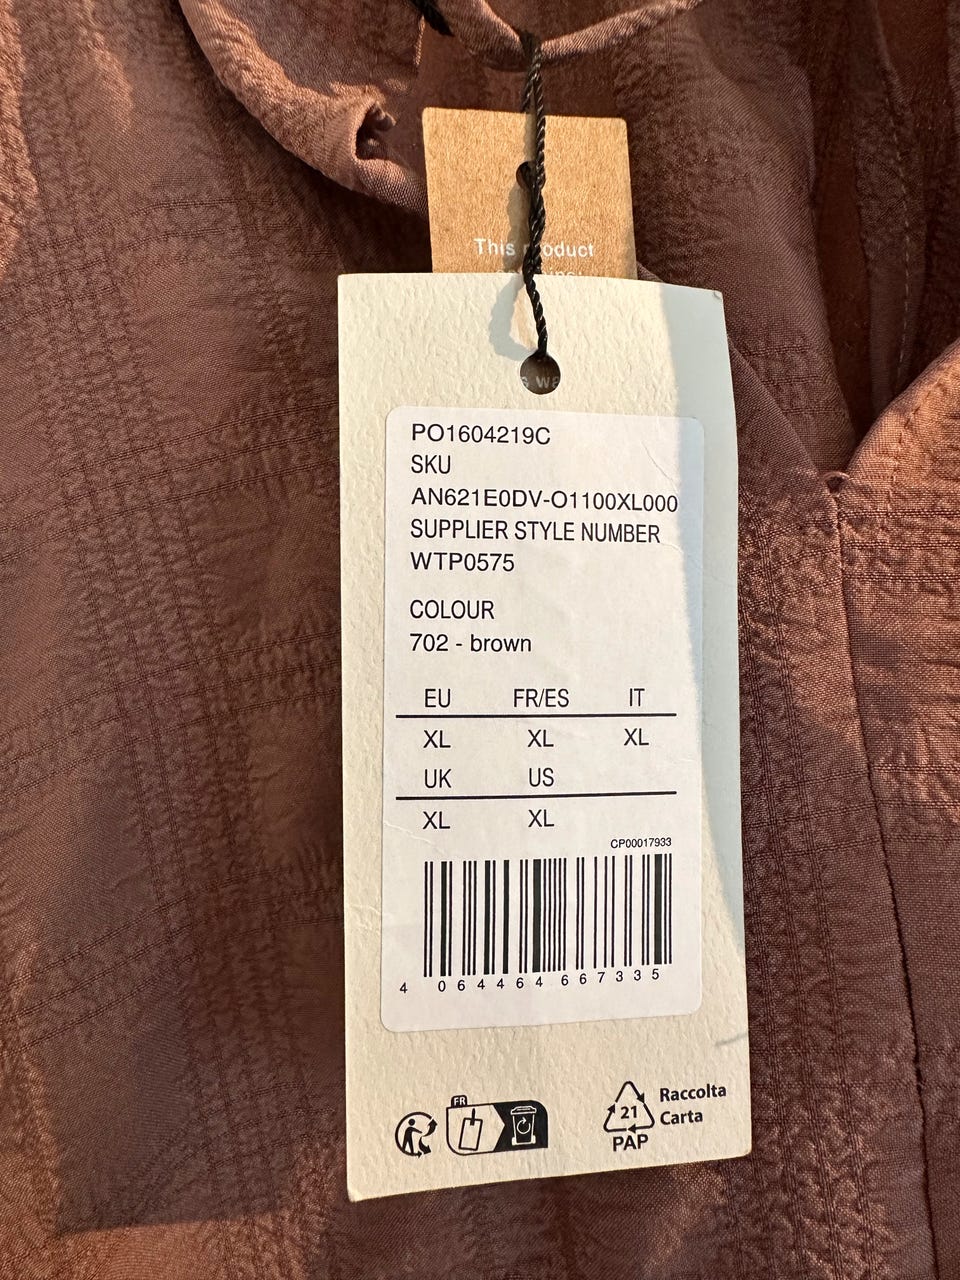 This product
PO1604219C
SKU
AN621E0DV-O1100XL000
SUPPLIER STYLE NUMBER
WTP0575
COLOUR
702 - brown
EU FR/ES IT
XL XL XL
UK US
XL XL
CP00017933
4 064464 667335
FR
21
PAP
Raccolta
Carta